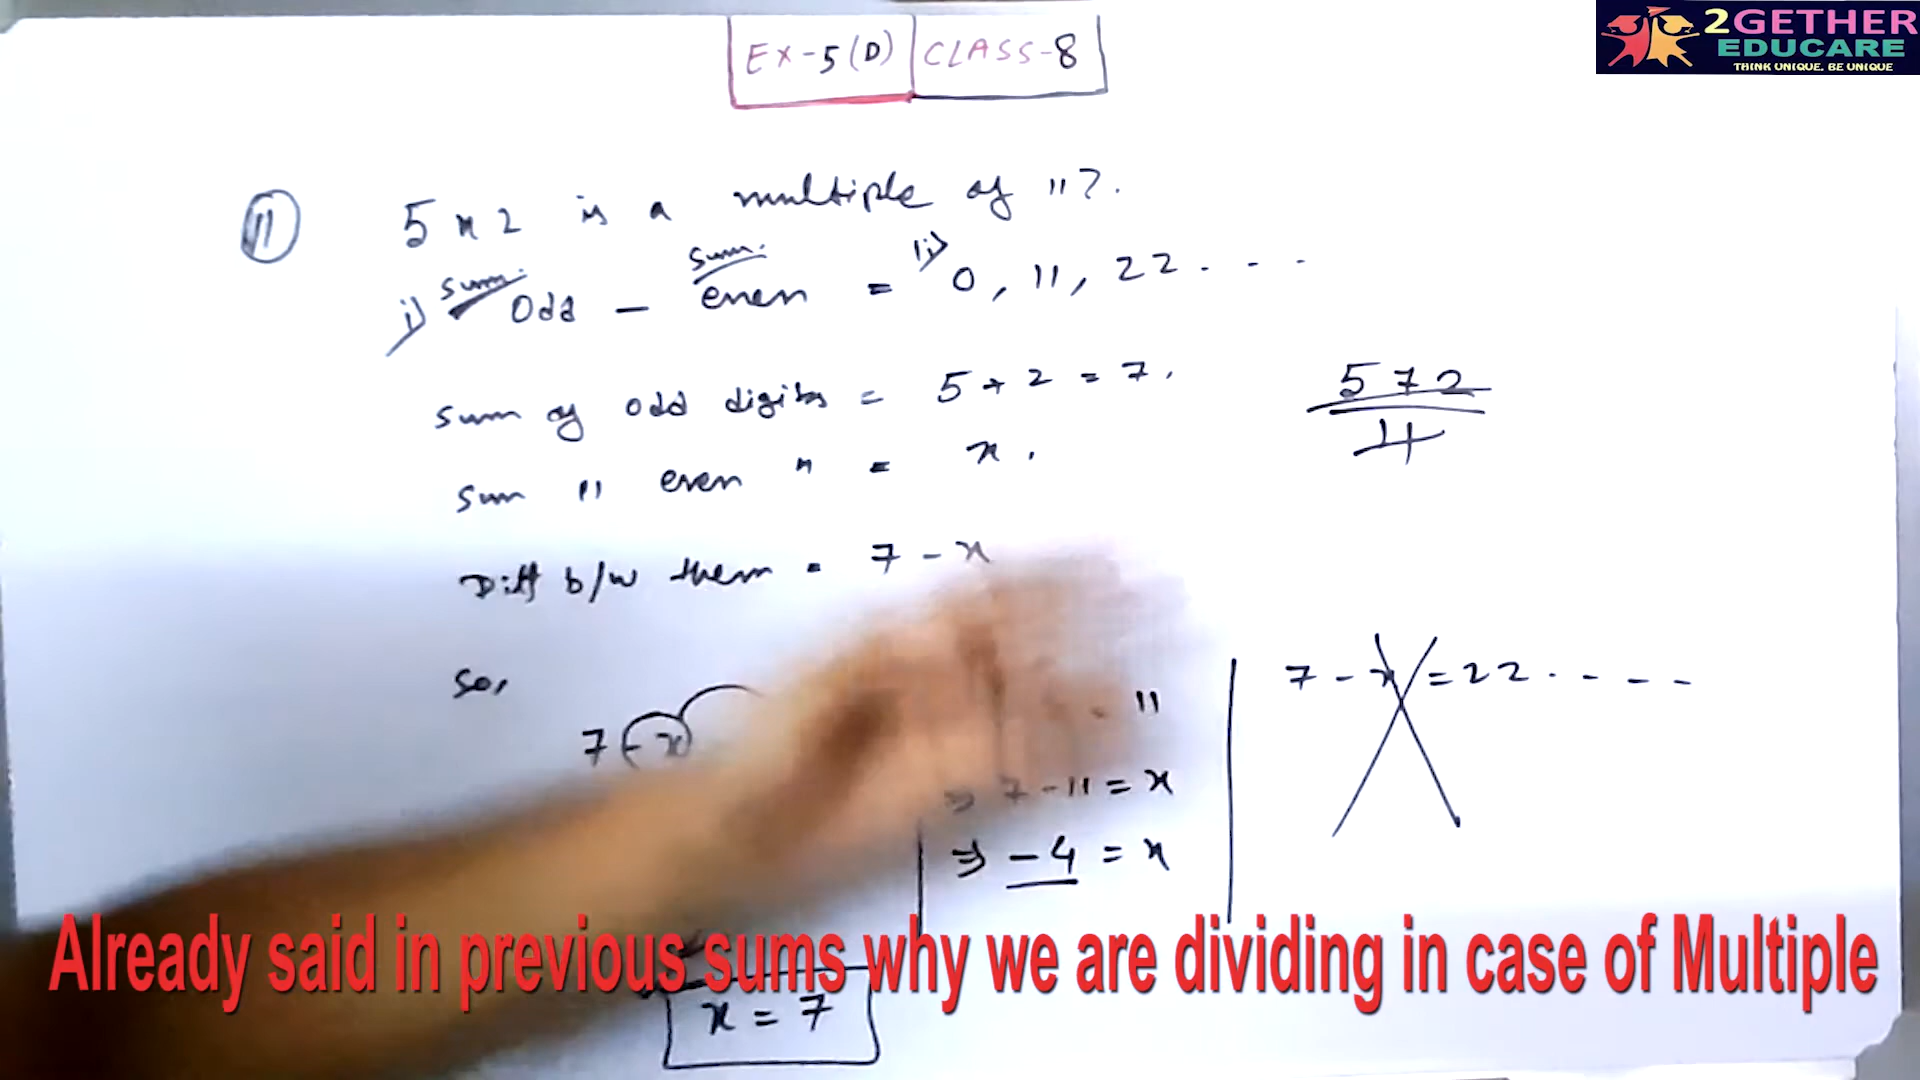 2GETHER
EDUCARE
THINK UNIQUE. BE UNIQUE
EX-5(D) CLASS-8
11 5x2 is a multiple of 11?.
i) sum odd - sum even = ii) 0, 11, 22 . - -
Sum of odd digits = 5 + 2 = 7.
Sum " even " = x.
Diff b/w them = 7 - x
572
11
So,
7 - x
11
7 - x = 22 . - - -
⇒ 7 - 11 = x
⇒ -4 = x
x = 7
Already said in previous sums why we are dividing in case of Multiple